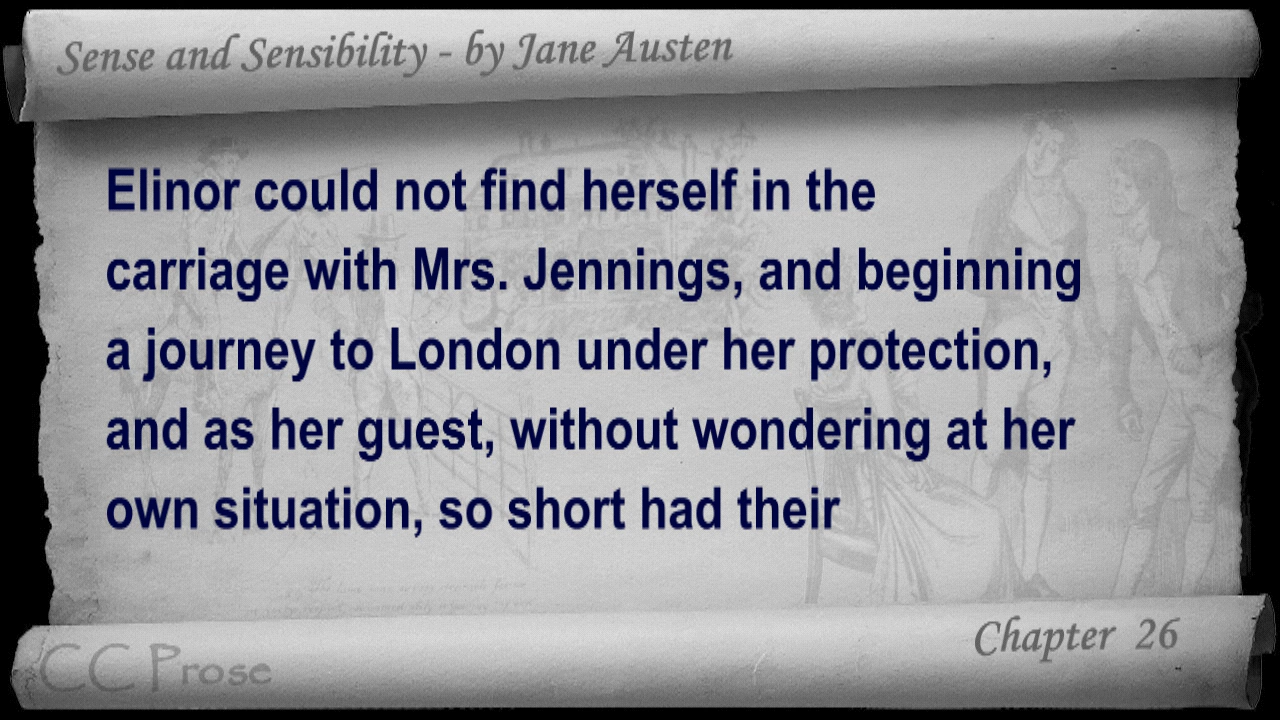 Sense and Sensibility - by Jane Austen
Elinor could not find herself in the
carriage with Mrs. Jennings, and beginning
a journey to London under her protection,
and as her guest, without wondering at her
own situation, so short had their
Chapter 26
CC Prose